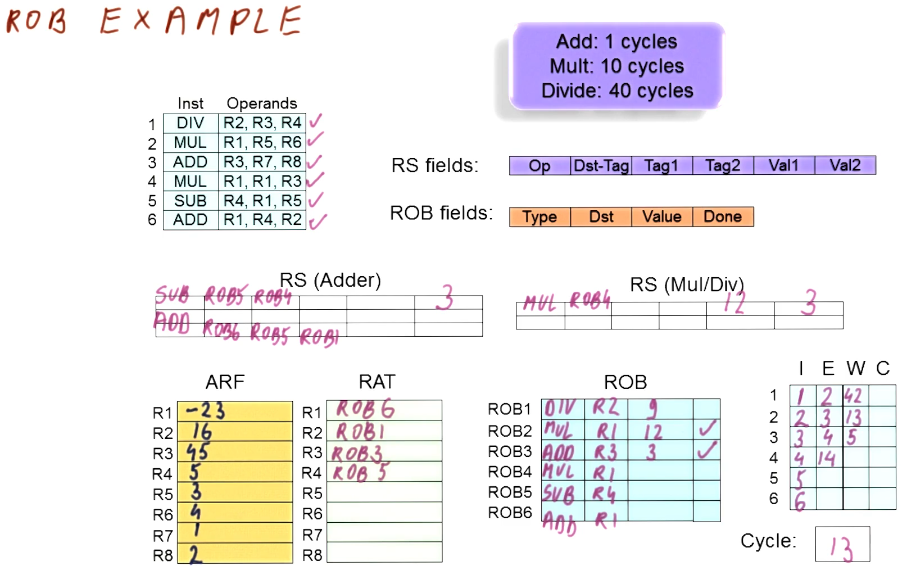 ROB EXAMPLE
Add: 1 cycles
Mult: 10 cycles
Divide: 40 cycles
Inst Operands
1 DIV R2, R3, R4 ✓
2 MUL R1, R5, R6 ✓
3 ADD R3, R7, R8 ✓
4 MUL R1, R1, R3 ✓
5 SUB R4, R1, R5 ✓
6 ADD R1, R4, R2 ✓
RS fields: Op Dst-Tag Tag1 Tag2 Val1 Val2
ROB fields: Type Dst Value Done
RS (Adder)
SUB ROB5 ROB4 3
ADD ROB6 ROB5 ROB1
RS (Mul/Div)
MUL ROB4 12 3
ARF
R1 -23
R2 16
R3 45
R4 5
R5 3
R6 4
R7 1
R8 2
RAT
R1 ROB6
R2 ROB1
R3 ROB3
R4 ROB5
R5
R6
R7
R8
ROB
ROB1 DIV R2 9
ROB2 MUL R1 12 ✓
ROB3 ADD R3 3 ✓
ROB4 MUL R1
ROB5 SUB R4
ROB6 ADD R1
I E W C
1 1 2 42
2 2 3 13
3 3 4 5
4 4 14
5 5
6 6
Cycle: 13